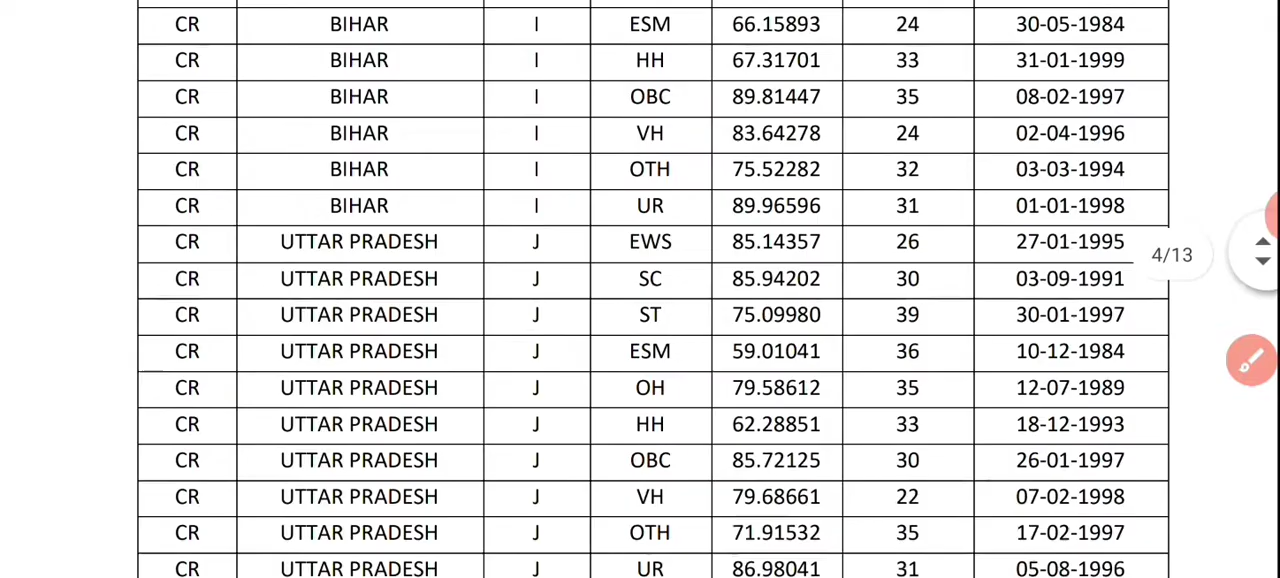 CR BIHAR I ESM 66.15893 24 30-05-1984
CR BIHAR I HH 67.31701 33 31-01-1999
CR BIHAR I OBC 89.81447 35 08-02-1997
CR BIHAR I VH 83.64278 24 02-04-1996
CR BIHAR I OTH 75.52282 32 03-03-1994
CR BIHAR I UR 89.96596 31 01-01-1998
CR UTTAR PRADESH J EWS 85.14357 26 27-01-1995
4/13
CR UTTAR PRADESH J SC 85.94202 30 03-09-1991
CR UTTAR PRADESH J ST 75.09980 39 30-01-1997
CR UTTAR PRADESH J ESM 59.01041 36 10-12-1984
CR UTTAR PRADESH J OH 79.58612 35 12-07-1989
CR UTTAR PRADESH J HH 62.28851 33 18-12-1993
CR UTTAR PRADESH J OBC 85.72125 30 26-01-1997
CR UTTAR PRADESH J VH 79.68661 22 07-02-1998
CR UTTAR PRADESH J OTH 71.91532 35 17-02-1997
CR UTTAR PRADESH J UR 86.98041 31 05-08-1996